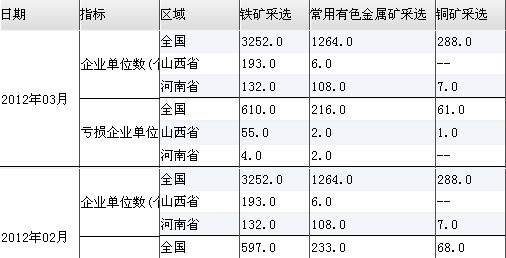 日期 指标 区域 铁矿采选 常用有色金属矿采选 铜矿采选
全国 3252.0 1264.0 288.0
企业单位数(个 山西省 193.0 6.0 --
河南省 132.0 108.0 7.0
2012年03月
全国 610.0 216.0 61.0
亏损企业单位 山西省 55.0 2.0 1.0
河南省 4.0 2.0 --
全国 3252.0 1264.0 288.0
企业单位数(个 山西省 193.0 6.0 --
河南省 132.0 108.0 7.0
2012年02月
全国 597.0 233.0 68.0